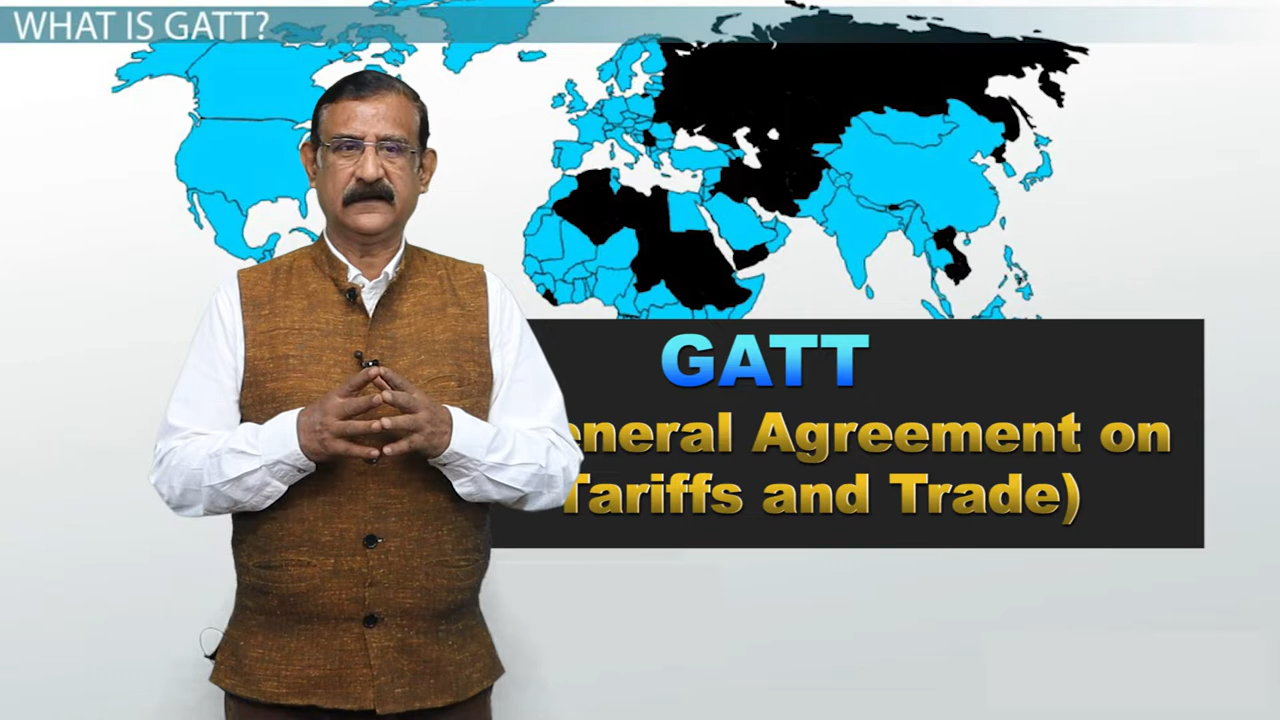 WHAT IS GATT?
GATT
eneral Agreement on
Tariffs and Trade)